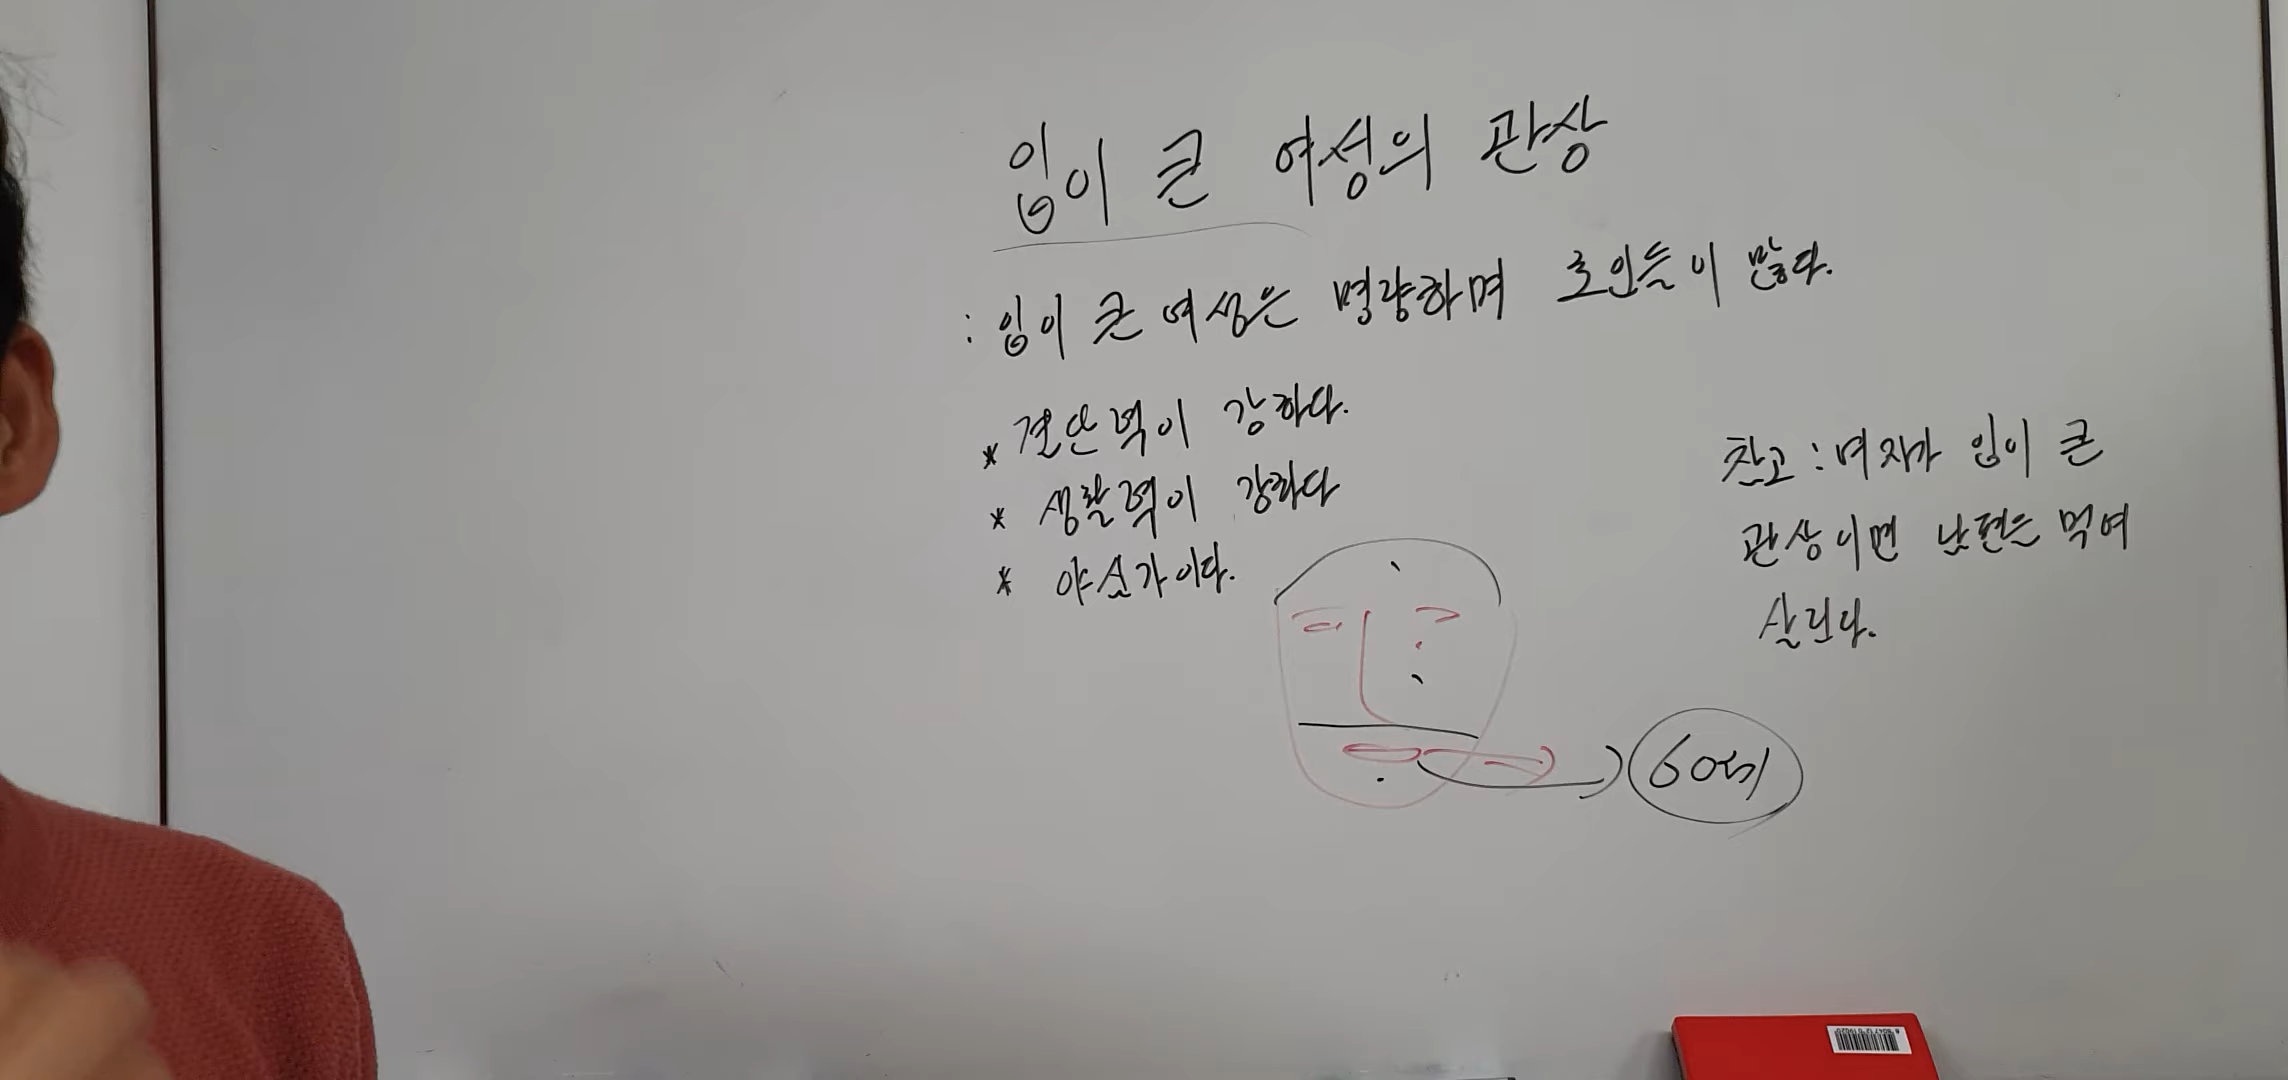 입이 큰 여성의 관상
: 입이 큰 여성은 명랑하며 호인들이 많다.
* 결단력이 강하다.
* 생활력이 강하다
* 야심가이다.
참고 : 여자가 입이 큰
관상이면 남편은 먹여
살린다.
60세